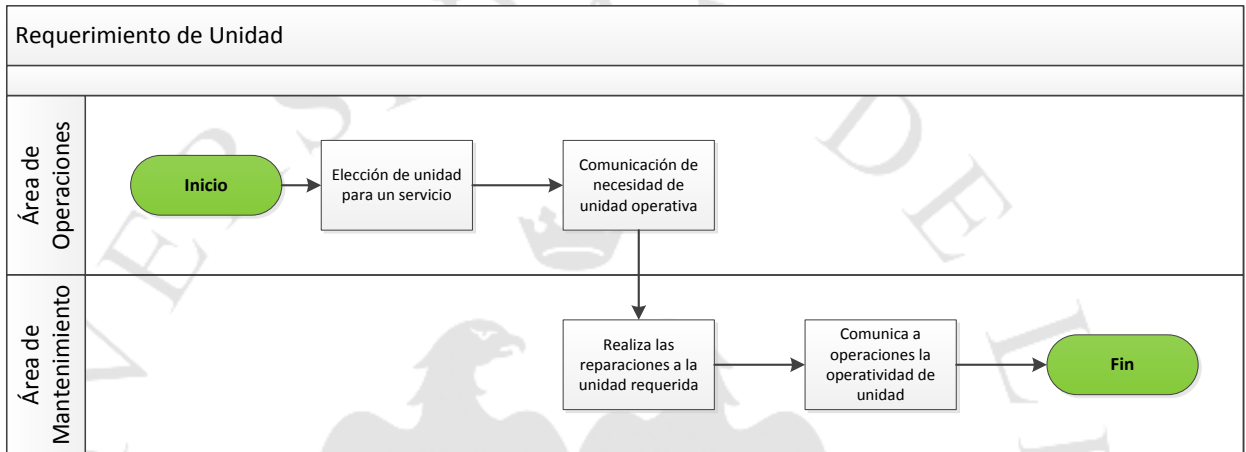 Requerimiento de Unidad
Área de
Operaciones
Inicio
Elección de unidad
para un servicio
Comunicación de
necesidad de
unidad operativa
Área de
Mantenimiento
Realiza las
reparaciones a la
unidad requerida
Comunica a
operaciones la
operatividad de
unidad
Fin